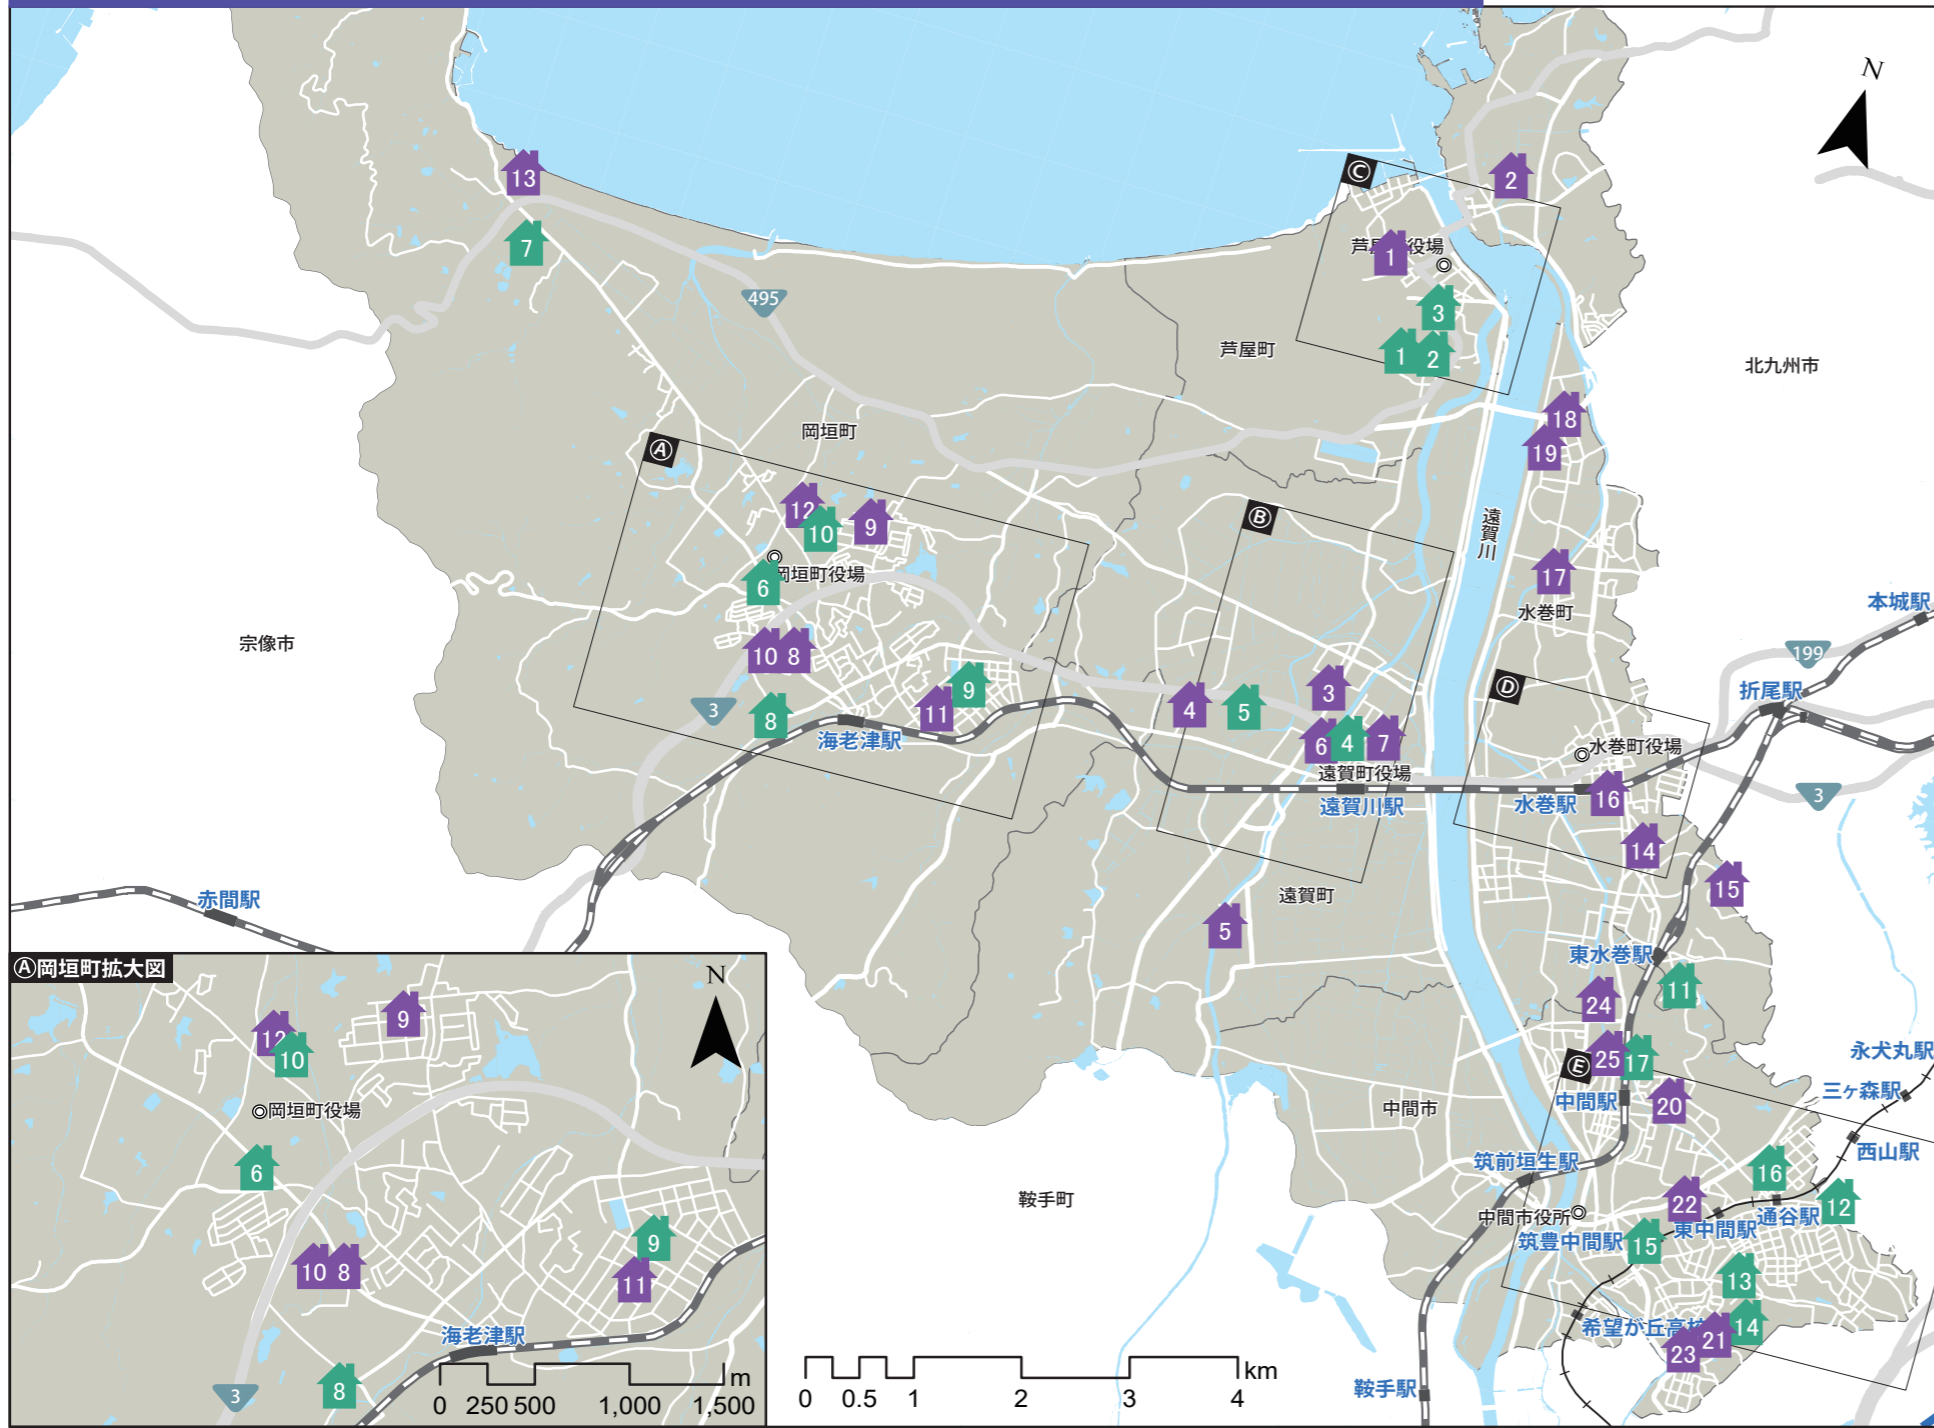 N
13
2
Ⓒ
7
芦屋町役場
1
495
3
芦屋町
1
2
北九州市
18
岡垣町
Ⓐ
19
12
9
Ⓑ
10
遠賀川
岡垣町役場
6
17
水巻町
本城駅
宗像市
10
8
199
9
Ⓓ
折尾駅
3
4
5
3
11
8
海老津駅
6
4
7
水巻町役場
遠賀町役場
遠賀川駅
水巻駅
16
3
14
15
遠賀町
赤間駅
5
東水巻駅
11
24
25
17
Ⓔ
永犬丸駅
三ヶ森駅
中間駅
20
中間市
西山駅
筑前垣生駅
16
鞍手町
22
12
中間市役所
通谷駅
東中間駅
筑豊中間駅
15
13
希望が丘高校
14
21
23
鞍手駅
Ⓐ岡垣町拡大図
N
9
12
10
岡垣町役場
6
9
10
8
11
海老津駅
8
3
m
0 250 500 1,000 1,500
km
0 0.5 1 2 3 4